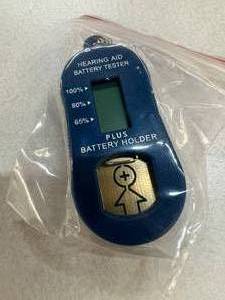 HEARING AID
BATTERY TESTER
100%
80%
65%
PLUS
BATTERY HOLDER
+